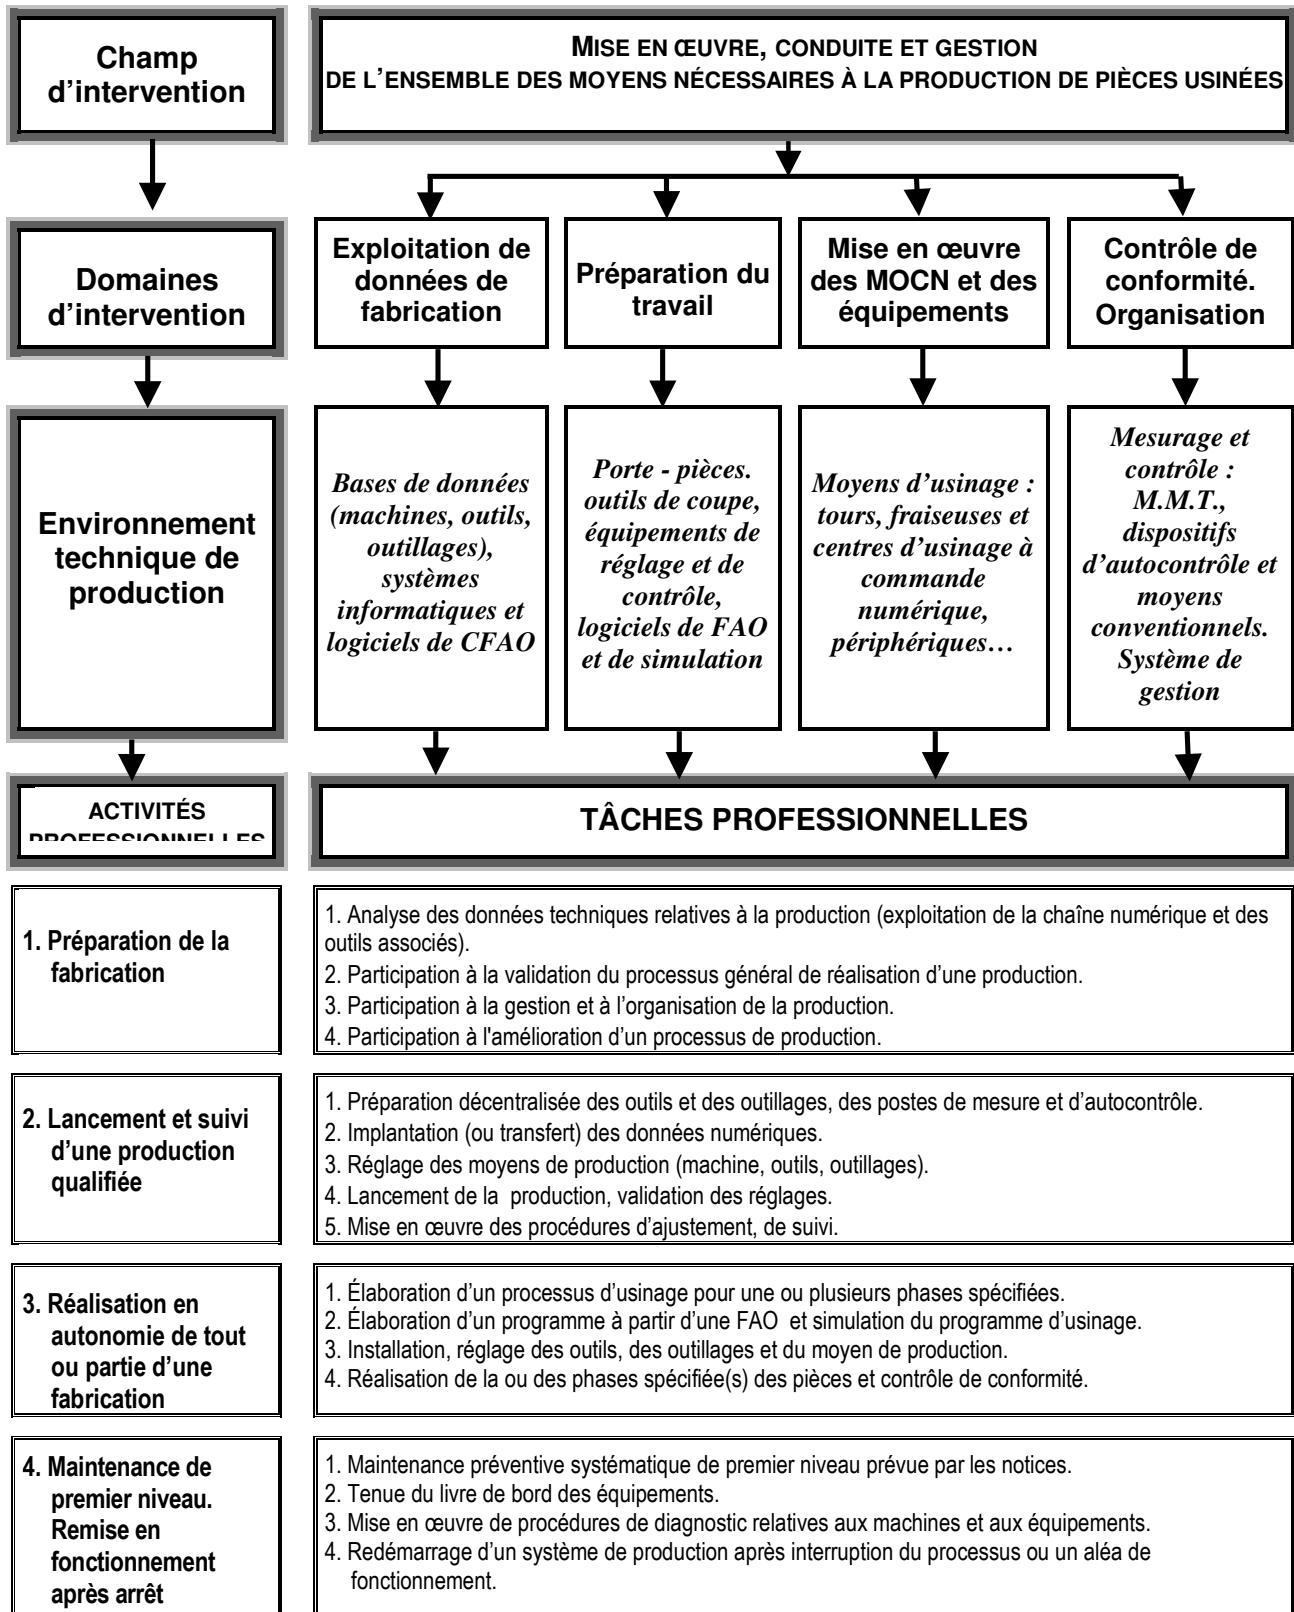 Champ
d’intervention
MISE EN ŒUVRE, CONDUITE ET GESTION
DE L’ENSEMBLE DES MOYENS NÉCESSAIRES À LA PRODUCTION DE PIÈCES USINÉES
Domaines
d’intervention
Exploitation de
données de
fabrication
Préparation du
travail
Mise en œuvre
des MOCN et des
équipements
Contrôle de
conformité.
Organisation
Environnement
technique de
production
Bases de données
(machines, outils,
outillages),
systèmes
informatiques et
logiciels de CFAO
Porte - pièces.
outils de coupe,
équipements de
réglage et de
contrôle,
logiciels de FAO
et de simulation
Moyens d’usinage :
tours, fraiseuses et
centres d’usinage à
commande
numérique,
périphériques…
Mesurage et
contrôle :
M.M.T.,
dispositifs
d’autocontrôle et
moyens
conventionnels.
Système de
gestion
ACTIVITÉS
PROFESSIONNELLES
TÂCHES PROFESSIONNELLES
1. Préparation de la
fabrication
1. Analyse des données techniques relatives à la production (exploitation de la chaîne numérique et des
outils associés).
2. Participation à la validation du processus général de réalisation d’une production.
3. Participation à la gestion et à l’organisation de la production.
4. Participation à l'amélioration d’un processus de production.
2. Lancement et suivi
d’une production
qualifiée
1. Préparation décentralisée des outils et des outillages, des postes de mesure et d’autocontrôle.
2. Implantation (ou transfert) des données numériques.
3. Réglage des moyens de production (machine, outils, outillages).
4. Lancement de la production, validation des réglages.
5. Mise en œuvre des procédures d’ajustement, de suivi.
3. Réalisation en
autonomie de tout
ou partie d’une
fabrication
1. Élaboration d’un processus d’usinage pour une ou plusieurs phases spécifiées.
2. Élaboration d’un programme à partir d’une FAO et simulation du programme d’usinage.
3. Installation, réglage des outils, des outillages et du moyen de production.
4. Réalisation de la ou des phases spécifiée(s) des pièces et contrôle de conformité.
4. Maintenance de
premier niveau.
Remise en
fonctionnement
après arrêt
1. Maintenance préventive systématique de premier niveau prévue par les notices.
2. Tenue du livre de bord des équipements.
3. Mise en œuvre de procédures de diagnostic relatives aux machines et aux équipements.
4. Redémarrage d’un système de production après interruption du processus ou un aléa de
fonctionnement.